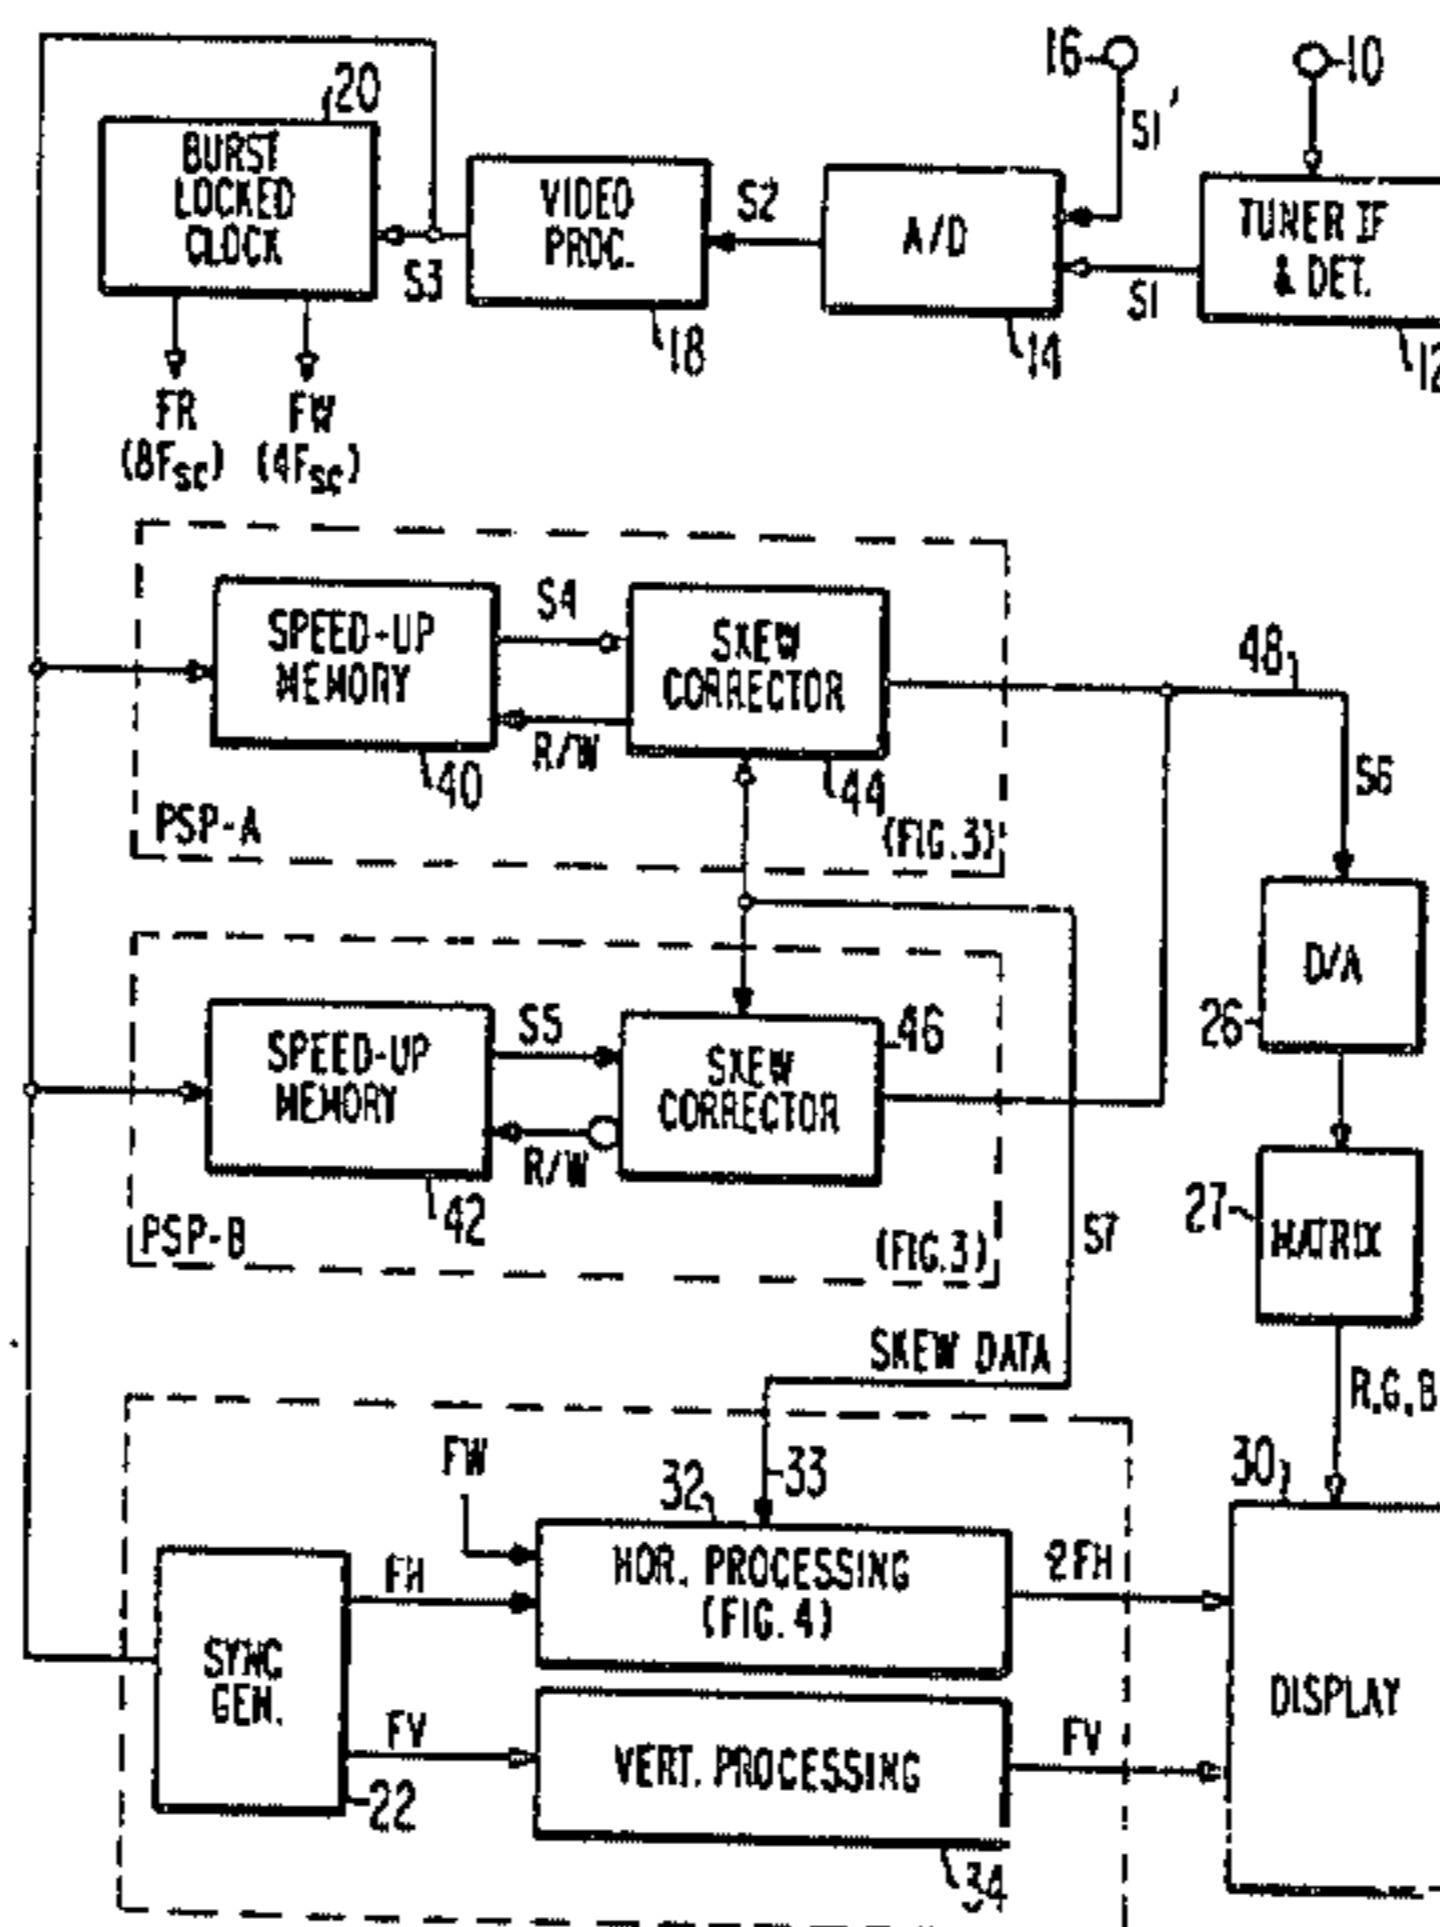 16
10
S1'
20
BURST
LOCKED
CLOCK
VIDEO
PROC.
S2
A/D
TUNER IF
& DET.
S3
S1
18
14
FR
(8FSC)
FW
(4FSC)
SPEED-UP
MEMORY
S4
SKEW
CORRECTOR
48
R/W
40
44
S6
PSP-A
(FIG.3)
D/A
26
SPEED-UP
MEMORY
S5
SKEW
CORRECTOR
46
R/W
42
27
MATRIX
PSP-B
(FIG.3)
S7
SKEW DATA
R,G,B
FW
32
33
30
SYNC
GEN.
FH
HOR. PROCESSING
(FIG. 4)
2FH
DISPLAY
FV
VERT. PROCESSING
FV
22
34